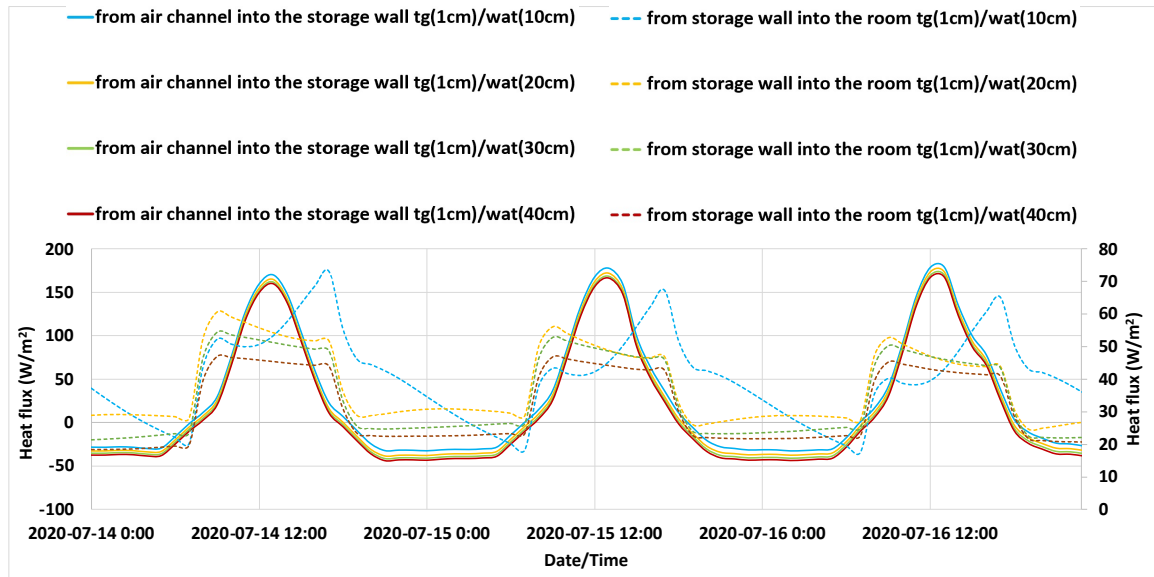 from air channel into the storage wall tg(1cm)/wat(10cm)
from storage wall into the room tg(1cm)/wat(10cm)
from air channel into the storage wall tg(1cm)/wat(20cm)
from storage wall into the room tg(1cm)/wat(20cm)
from air channel into the storage wall tg(1cm)/wat(30cm)
from storage wall into the room tg(1cm)/wat(30cm)
from air channel into the storage wall tg(1cm)/wat(40cm)
from storage wall into the room tg(1cm)/wat(40cm)
Heat flux (W/m²)
200
150
100
50
0
-50
-100
80
70
60
50
40
30
20
10
0
Heat flux (W/m²)
2020-07-14 0:00
2020-07-14 12:00
2020-07-15 0:00
2020-07-15 12:00
2020-07-16 0:00
2020-07-16 12:00
Date/Time